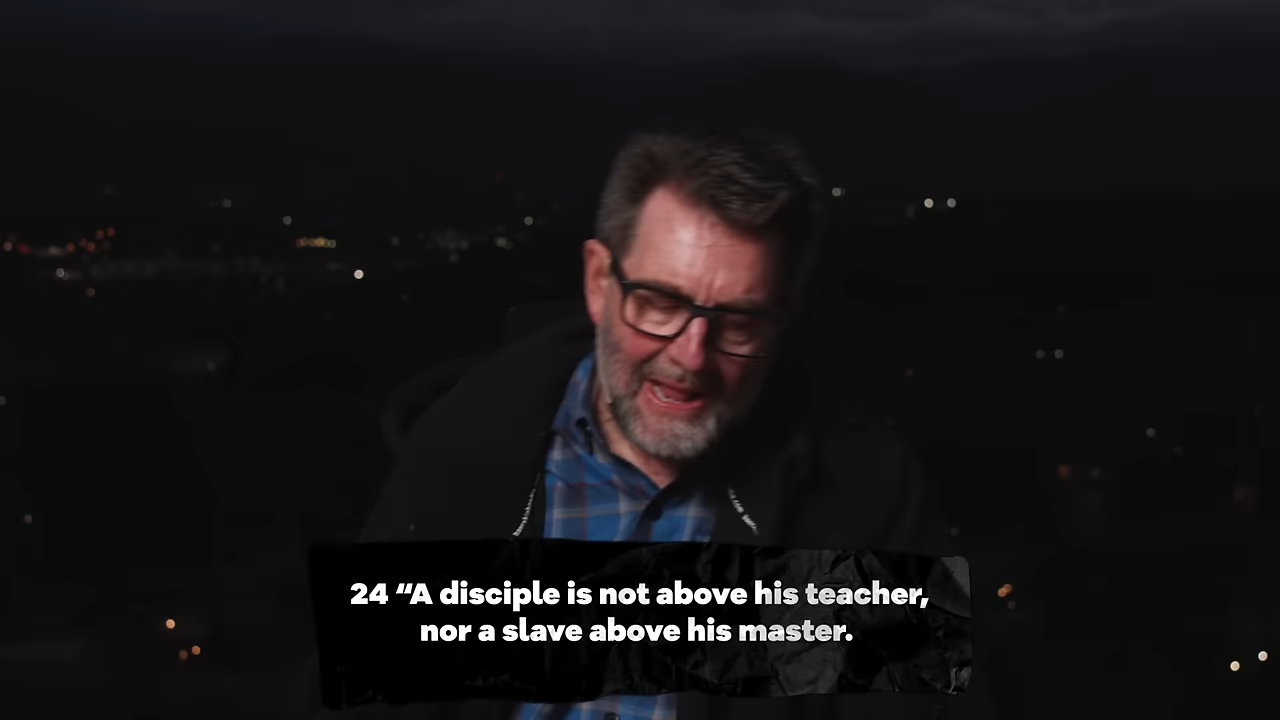 24 “A disciple is not above his teacher,
nor a slave above his master.